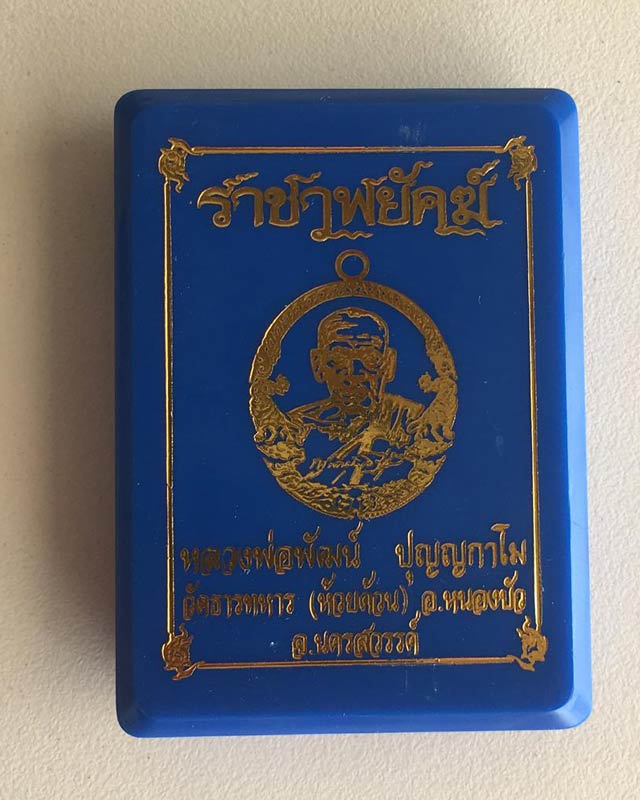 ราชาพยัคฆ์
หลวงพ่อพัฒน์ ปุญญกาโม
วัดธารทหาร (ห้วยด้วน) อ.หนองบัว
จ.นครสวรรค์